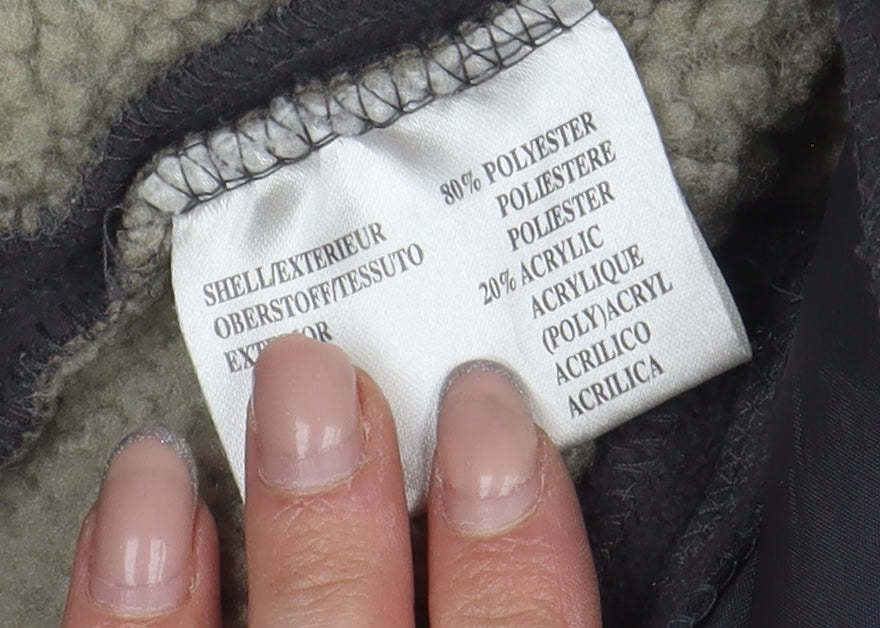 SHELL/EXTERIEUR
OBERSTOFF/TESSUTO
80% POLYESTER
POLIESTERE
POLIESTER
20% ACRYLIC
ACRYLIQUE
(POLY)ACRYL
ACRILICO
ACRILICA